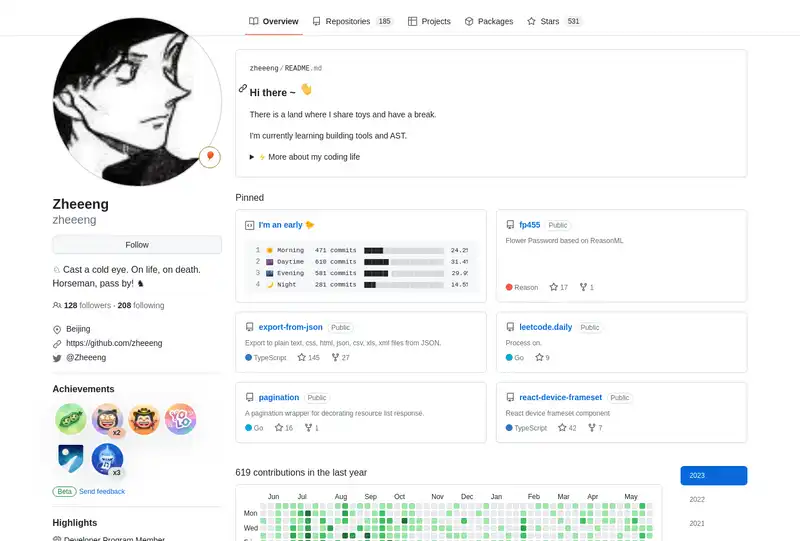 Overview
Repositories 185
Projects
Packages
Stars 531
Zheeeng
zheeeng
Follow
Cast a cold eye. On life, on death.
Horseman, pass by!
128 followers · 208 following
Beijing
https://github.com/zheeeng
@Zheeeng
Achievements
x2
YOLO
x3
Beta Send feedback
Highlights
Developer Program Member
zheeeng/README.md
Hi there ~
There is a land where I share toys and have a break.
I'm currently learning building tools and AST.
More about my coding life
Pinned
I'm an early
1 Morning 471 commits 24.2%
2 Daytime 610 commits 31.4%
3 Evening 581 commits 29.9%
4 Night 281 commits 14.5%
fp455 Public
Flower Password based on ReasonML
Reason 17 1
export-from-json Public
Export to plain text, css, html, json, csv, xls, xml files from JSON.
TypeScript 145 27
leetcode.daily Public
Process on.
Go 9
pagination Public
A pagination wrapper for decorating resource list response.
Go 16 1
react-device-frameset Public
React device frameset component
TypeScript 42 7
619 contributions in the last year
Jun Jul Aug Sep Oct Nov Dec Jan Feb Mar Apr May
Mon
Wed
2023
2022
2021